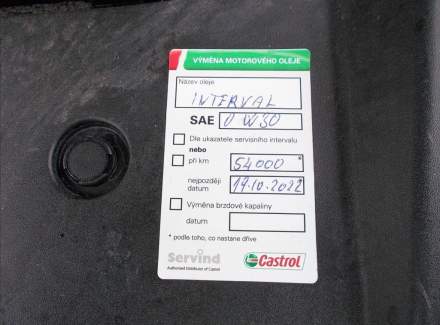 VÝMĚNA MOTOROVÉHO OLEJE
Název oleje
INTERVAL
SAE 0W30
Dle ukazatele servisního intervalu
nebo
při km 54000 *
nejpozději
datum 19.10.2022
Výměna brzdové kapaliny
datum
* podle toho, co nastane dříve
Servind
Authorised Distributor of Castrol
Castrol